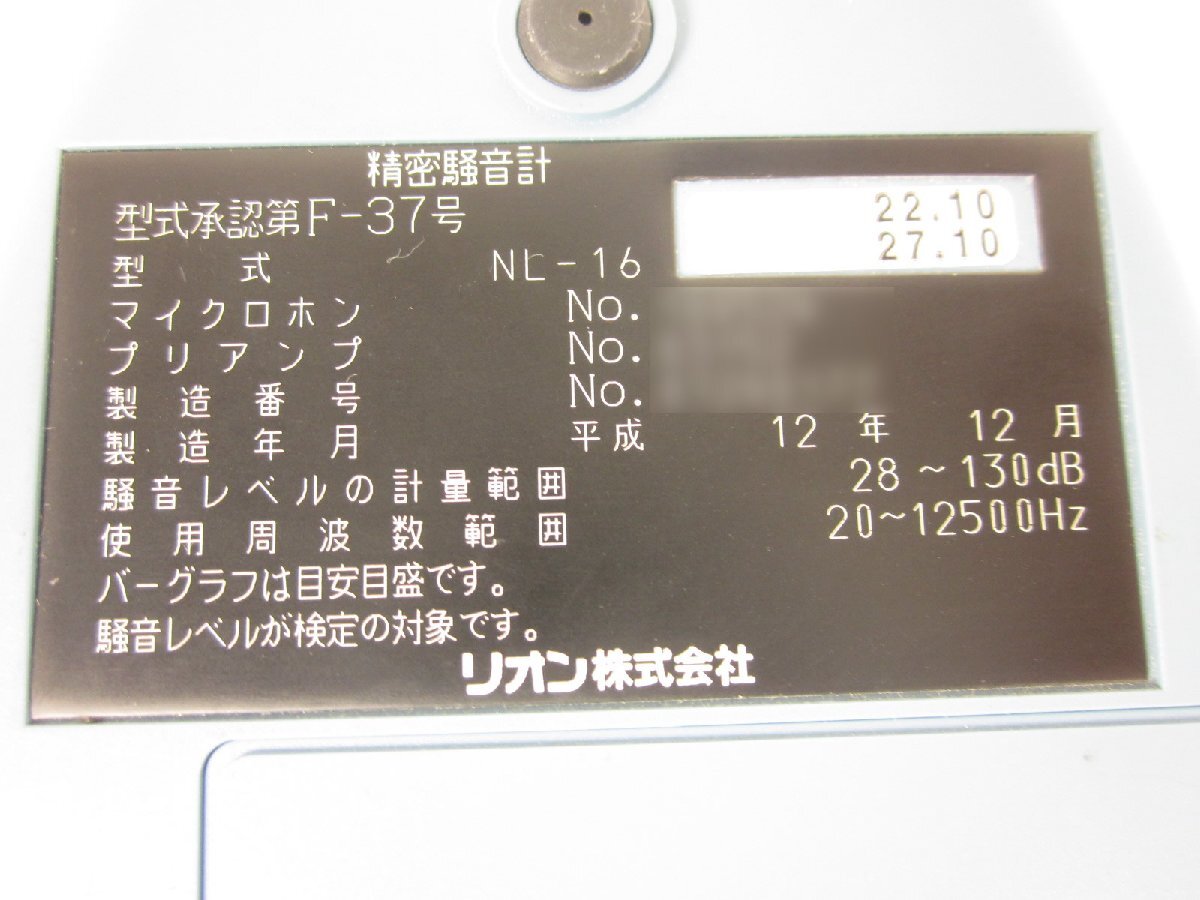 精密騒音計
型式承認第F-37号
22.10
27.10
型式 NL-16
マイクロホン No.
プリアンプ No.
製造番号 No.
製造年月 平成 12年 12月
騒音レベルの計量範囲 28~130dB
使用周波数範囲 20~12500Hz
バーグラフは目安目盛です。
騒音レベルが検定の対象です。
リオン株式会社